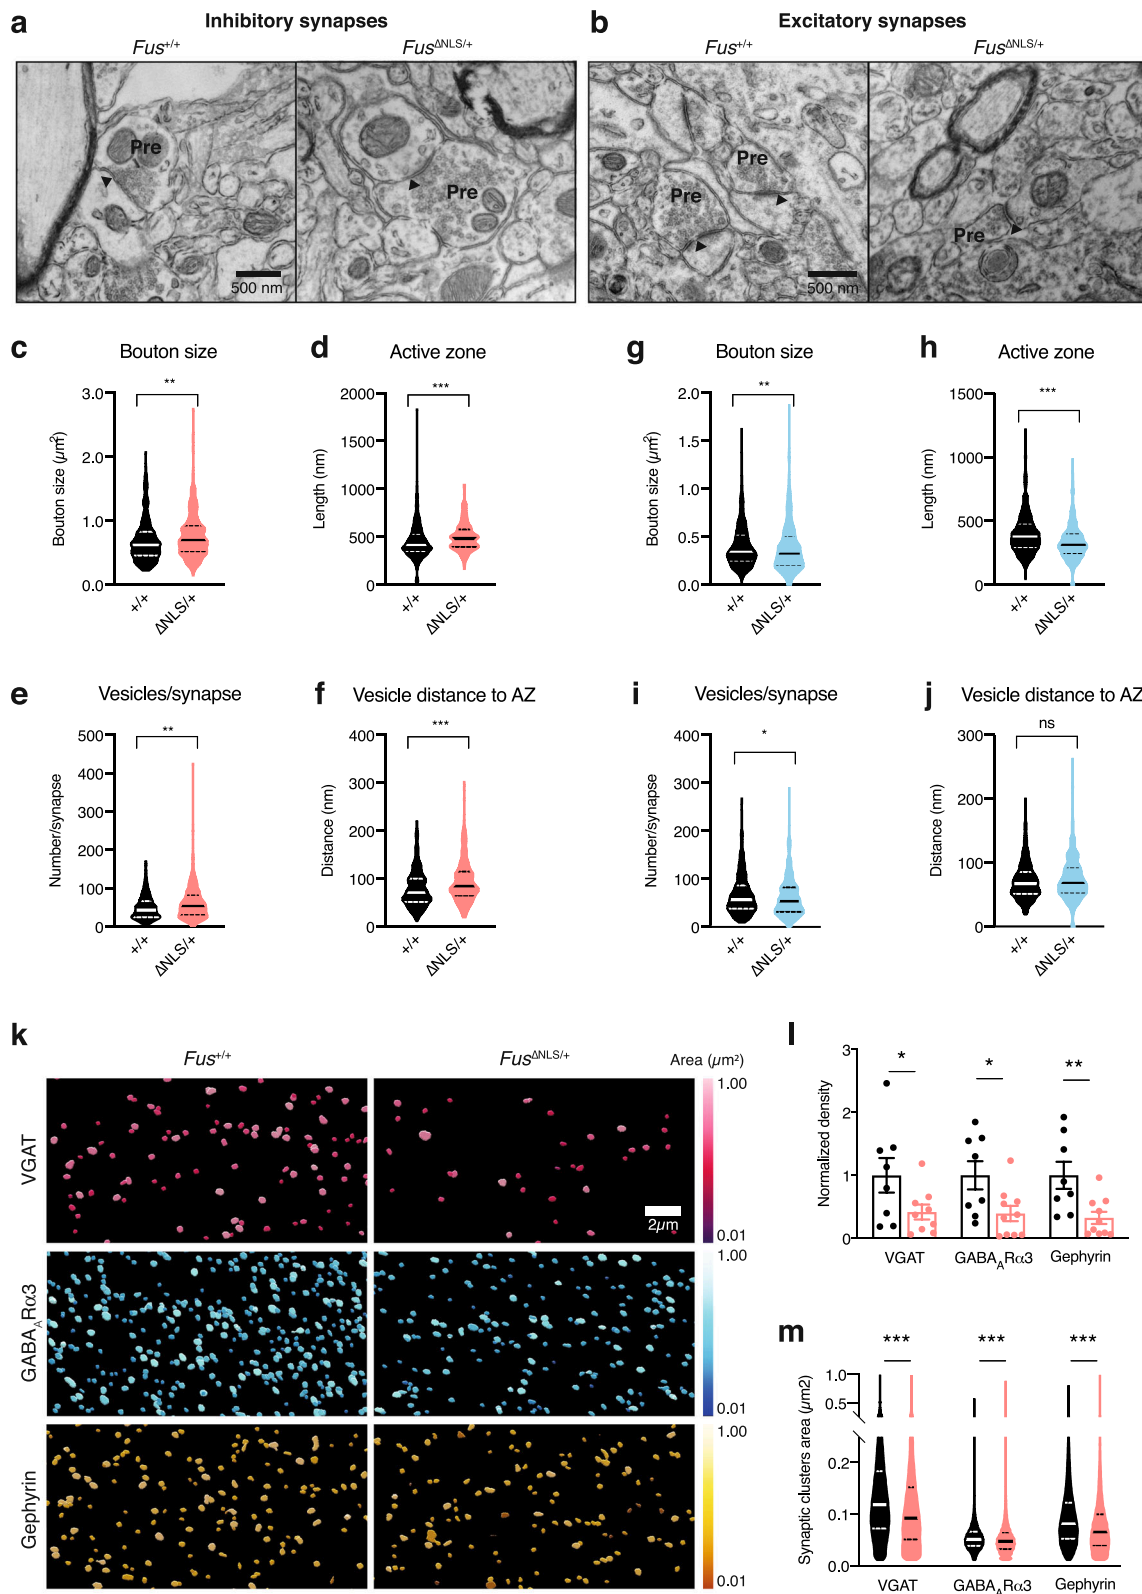 a Inhibitory synapses
Fus+/+ FusΔNLS/+
Pre
Pre
500 nm
b Excitatory synapses
Fus+/+ FusΔNLS/+
Pre
Pre
Pre
500 nm
c Bouton size
**
Bouton size (µm²)
3.0
2.0
1.0
0.0
+/+ ΔNLS/+
d Active zone
***
Length (nm)
2000
1500
1000
500
0
+/+ ΔNLS/+
g Bouton size
**
Bouton size (µm²)
2.0
1.5
1.0
0.5
0.0
+/+ ΔNLS/+
h Active zone
***
Length (nm)
1500
1000
500
0
+/+ ΔNLS/+
e Vesicles/synapse
**
Number/synapse
500
400
300
200
100
0
+/+ ΔNLS/+
f Vesicle distance to AZ
***
Distance (nm)
400
300
200
100
0
+/+ ΔNLS/+
i Vesicles/synapse
*
Number/synapse
400
300
200
100
0
+/+ ΔNLS/+
j Vesicle distance to AZ
ns
Distance (nm)
300
200
100
0
+/+ ΔNLS/+
k
Fus+/+ FusΔNLS/+ Area (µm²)
VGAT
1.00
0.01
2µm
GABAARα3
1.00
0.01
Gephyrin
1.00
0.01
l
Normalized density
3
2
1
0
* * **
VGAT GABAARα3 Gephyrin
m
*** *** ***
Synaptic clusters area (µm2)
1.0
0.5
0.2
0.1
0.0
VGAT GABAARα3 Gephyrin